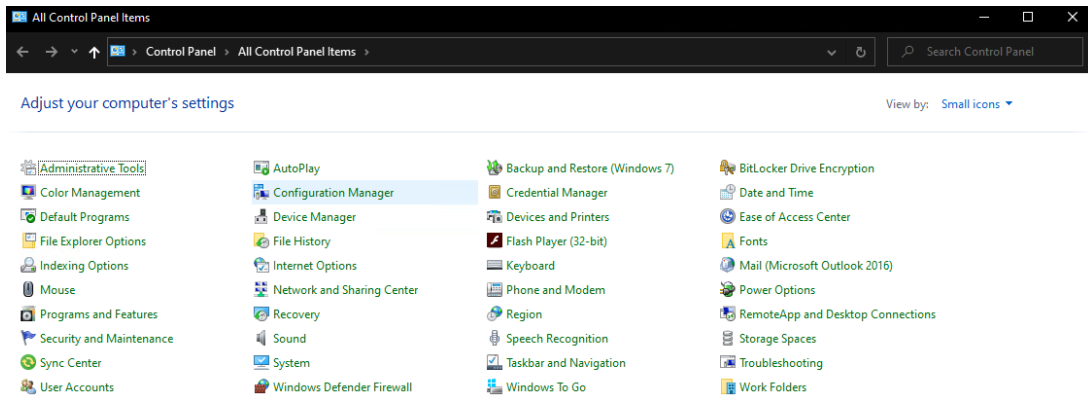 All Control Panel Items
Control Panel > All Control Panel Items >
Search Control Panel
Adjust your computer's settings
View by: Small icons
Administrative Tools
AutoPlay
Backup and Restore (Windows 7)
BitLocker Drive Encryption
Color Management
Configuration Manager
Credential Manager
Date and Time
Default Programs
Device Manager
Devices and Printers
Ease of Access Center
File Explorer Options
File History
Flash Player (32-bit)
Fonts
Indexing Options
Internet Options
Keyboard
Mail (Microsoft Outlook 2016)
Mouse
Network and Sharing Center
Phone and Modem
Power Options
Programs and Features
Recovery
Region
RemoteApp and Desktop Connections
Security and Maintenance
Sound
Speech Recognition
Storage Spaces
Sync Center
System
Taskbar and Navigation
Troubleshooting
User Accounts
Windows Defender Firewall
Windows To Go
Work Folders